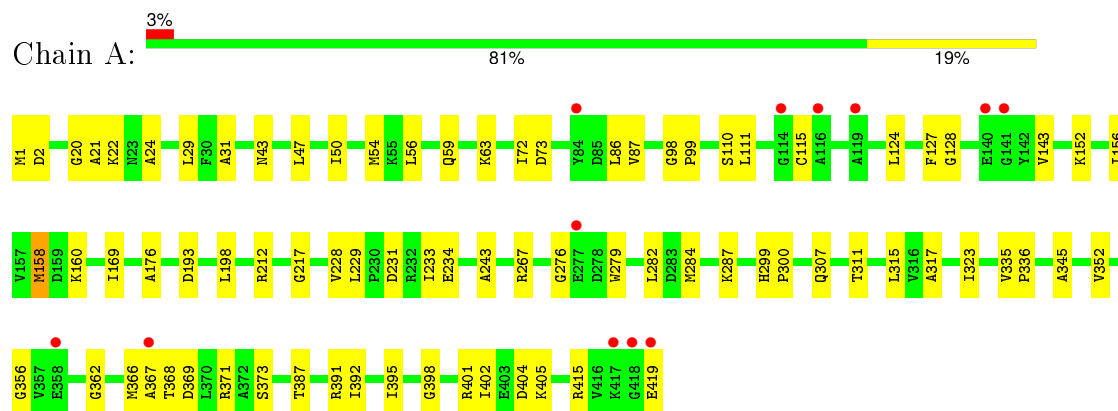 3%
Chain A:
81%
19%
M1 D2 G20 A21 K22 N23 A24 L29 F30 A31 N43 L47 I50 M54 K55 L56 Q59 K63 I72 D73 Y84 D85 L86 V87 G98 P99 S110 L111 G114 C115 A116 A119 L124 F127 G128 E140 G141 Y142 V143 K152 I156
V157 M158 D159 K160 I169 A176 D193 L198 R212 G217 V228 L229 P230 D231 R232 I233 E234 A243 R267 G276 E277 D278 W279 L282 D283 M284 K287 H299 P300 Q307 T311 L315 V316 A317 I323 V335 P336 A345 V352
G356 V357 E358 G362 M366 A367 T368 D369 L370 R371 A372 S373 T387 R391 I392 I395 G398 R401 I402 E403 D404 K405 R415 V416 K417 G418 E419